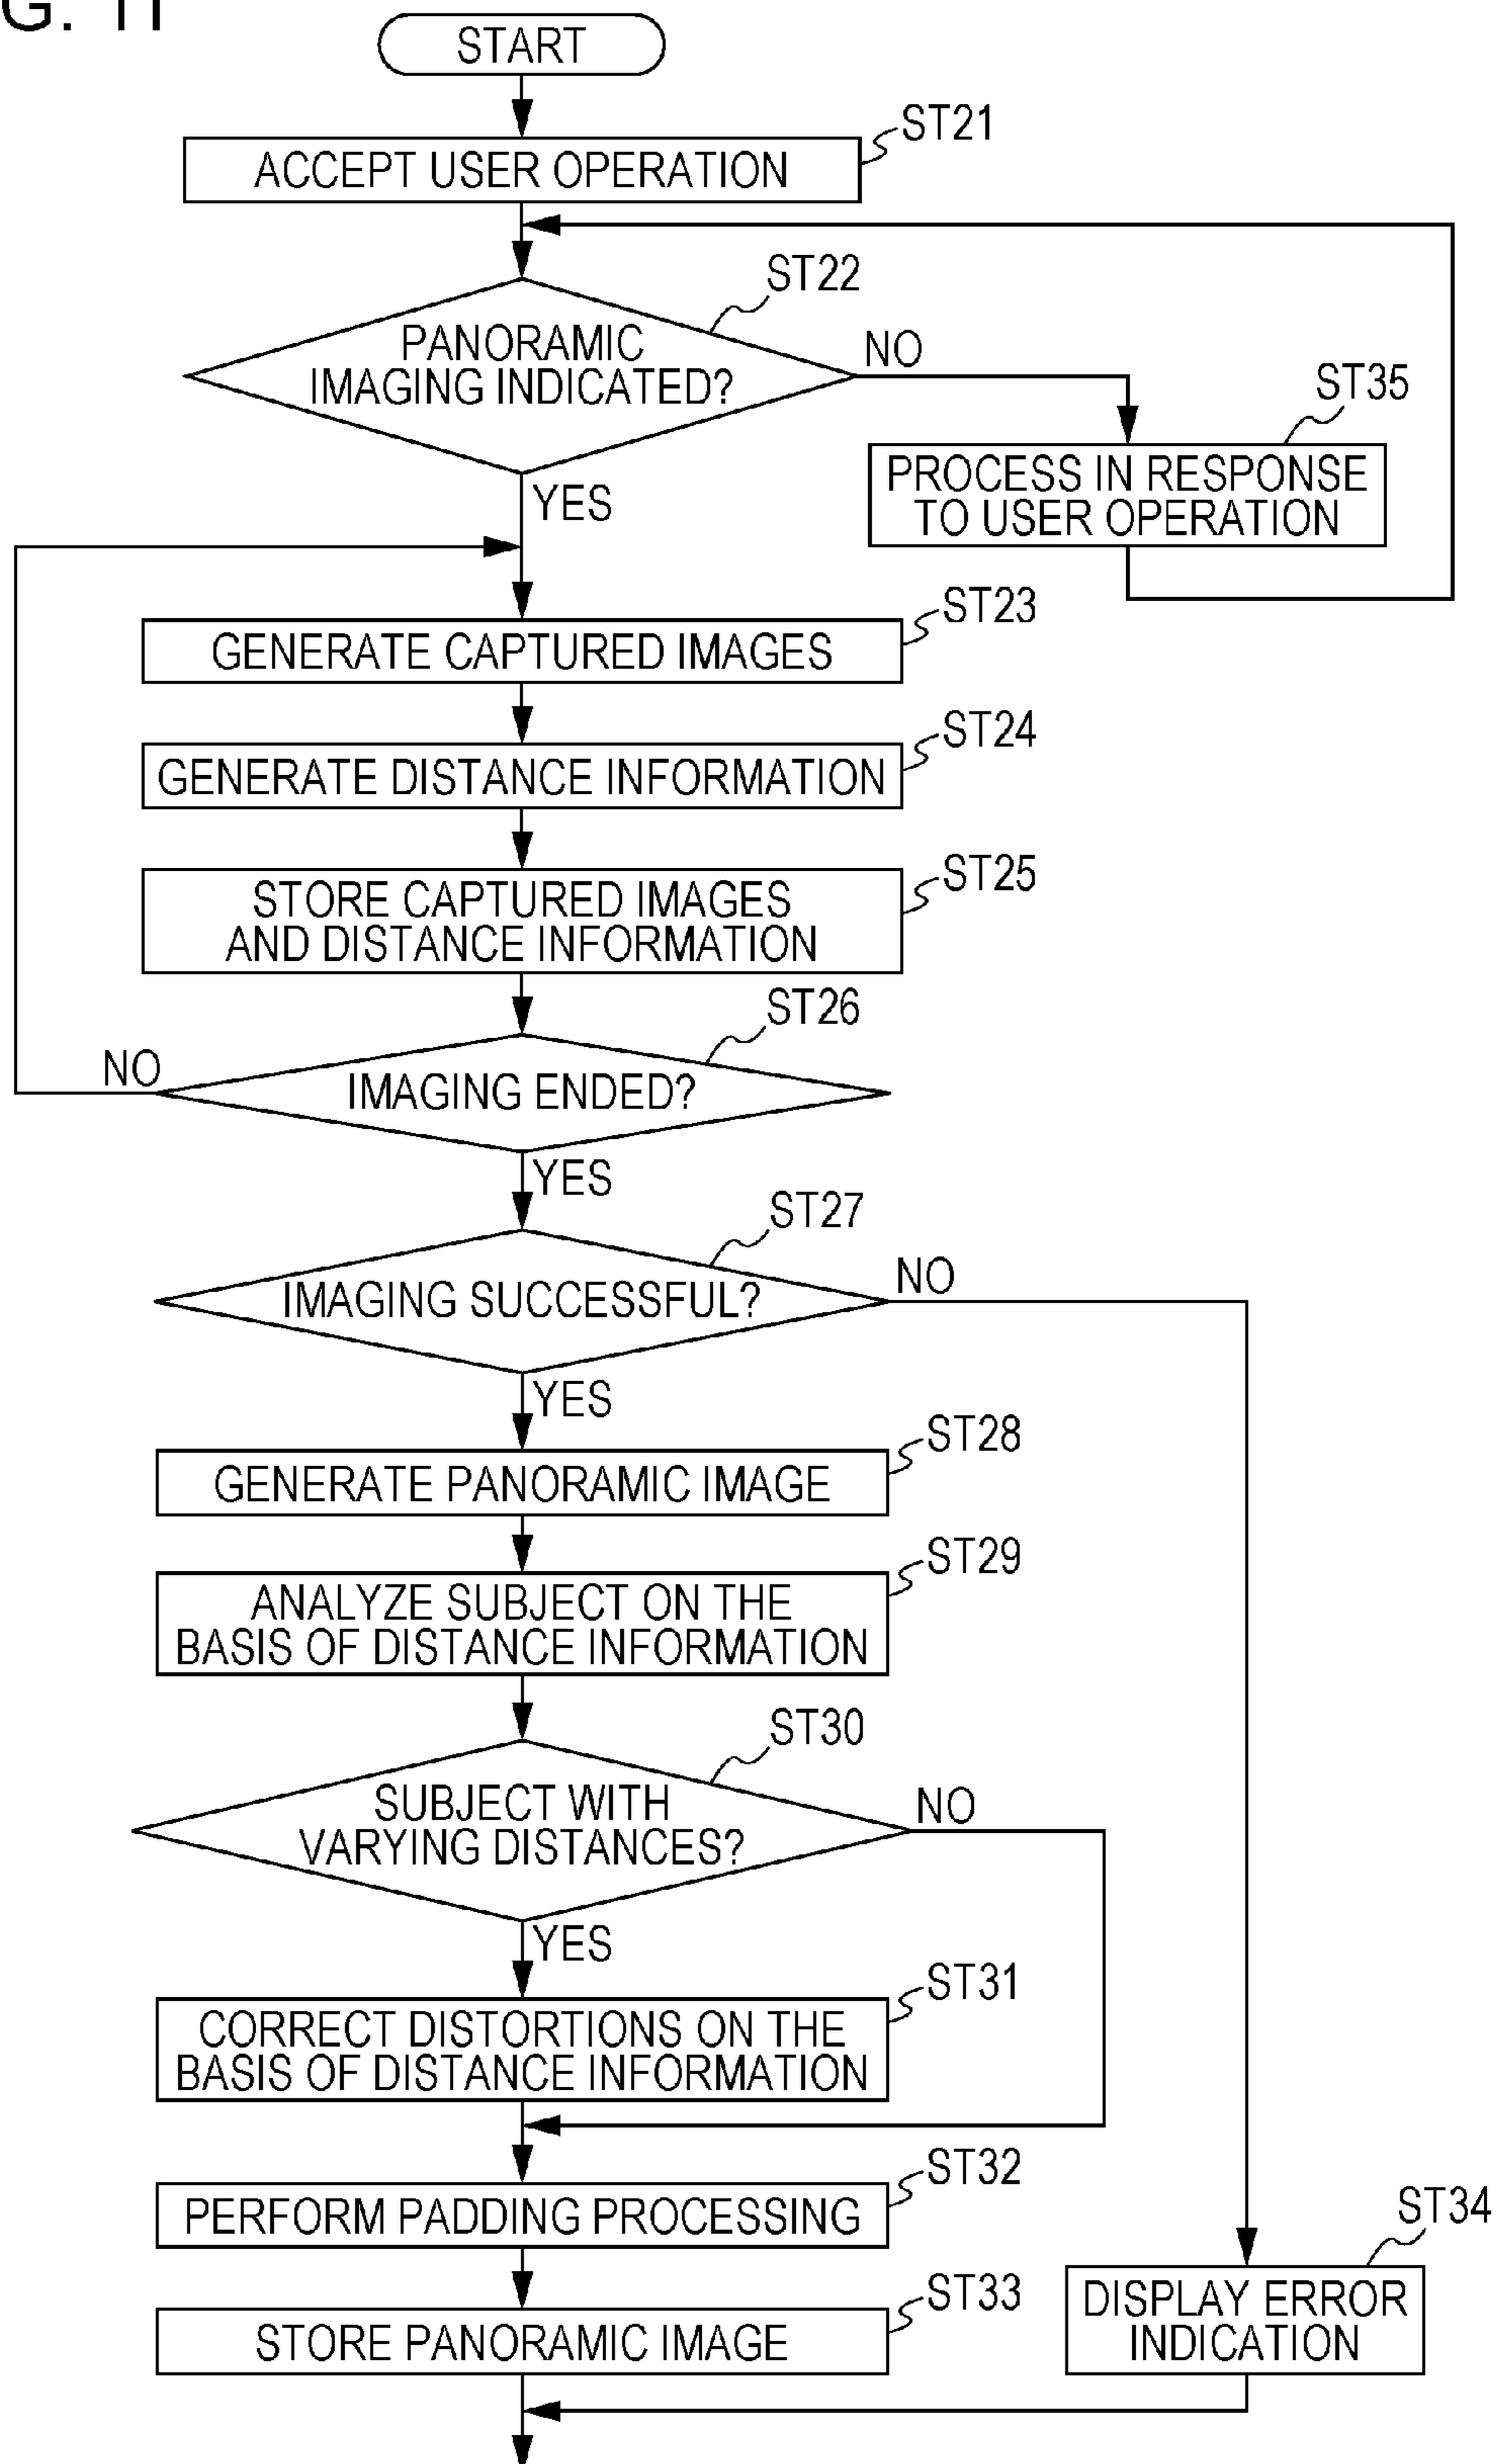 G. 11
START
ST21
ACCEPT USER OPERATION
ST22
PANORAMIC
IMAGING INDICATED?
NO
YES
ST35
PROCESS IN RESPONSE
TO USER OPERATION
ST23
GENERATE CAPTURED IMAGES
ST24
GENERATE DISTANCE INFORMATION
ST25
STORE CAPTURED IMAGES
AND DISTANCE INFORMATION
ST26
NO
IMAGING ENDED?
YES
ST27
IMAGING SUCCESSFUL?
NO
YES
ST28
GENERATE PANORAMIC IMAGE
ST29
ANALYZE SUBJECT ON THE
BASIS OF DISTANCE INFORMATION
ST30
SUBJECT WITH
VARYING DISTANCES?
NO
YES
ST31
CORRECT DISTORTIONS ON THE
BASIS OF DISTANCE INFORMATION
ST32
PERFORM PADDING PROCESSING
ST33
STORE PANORAMIC IMAGE
ST34
DISPLAY ERROR
INDICATION